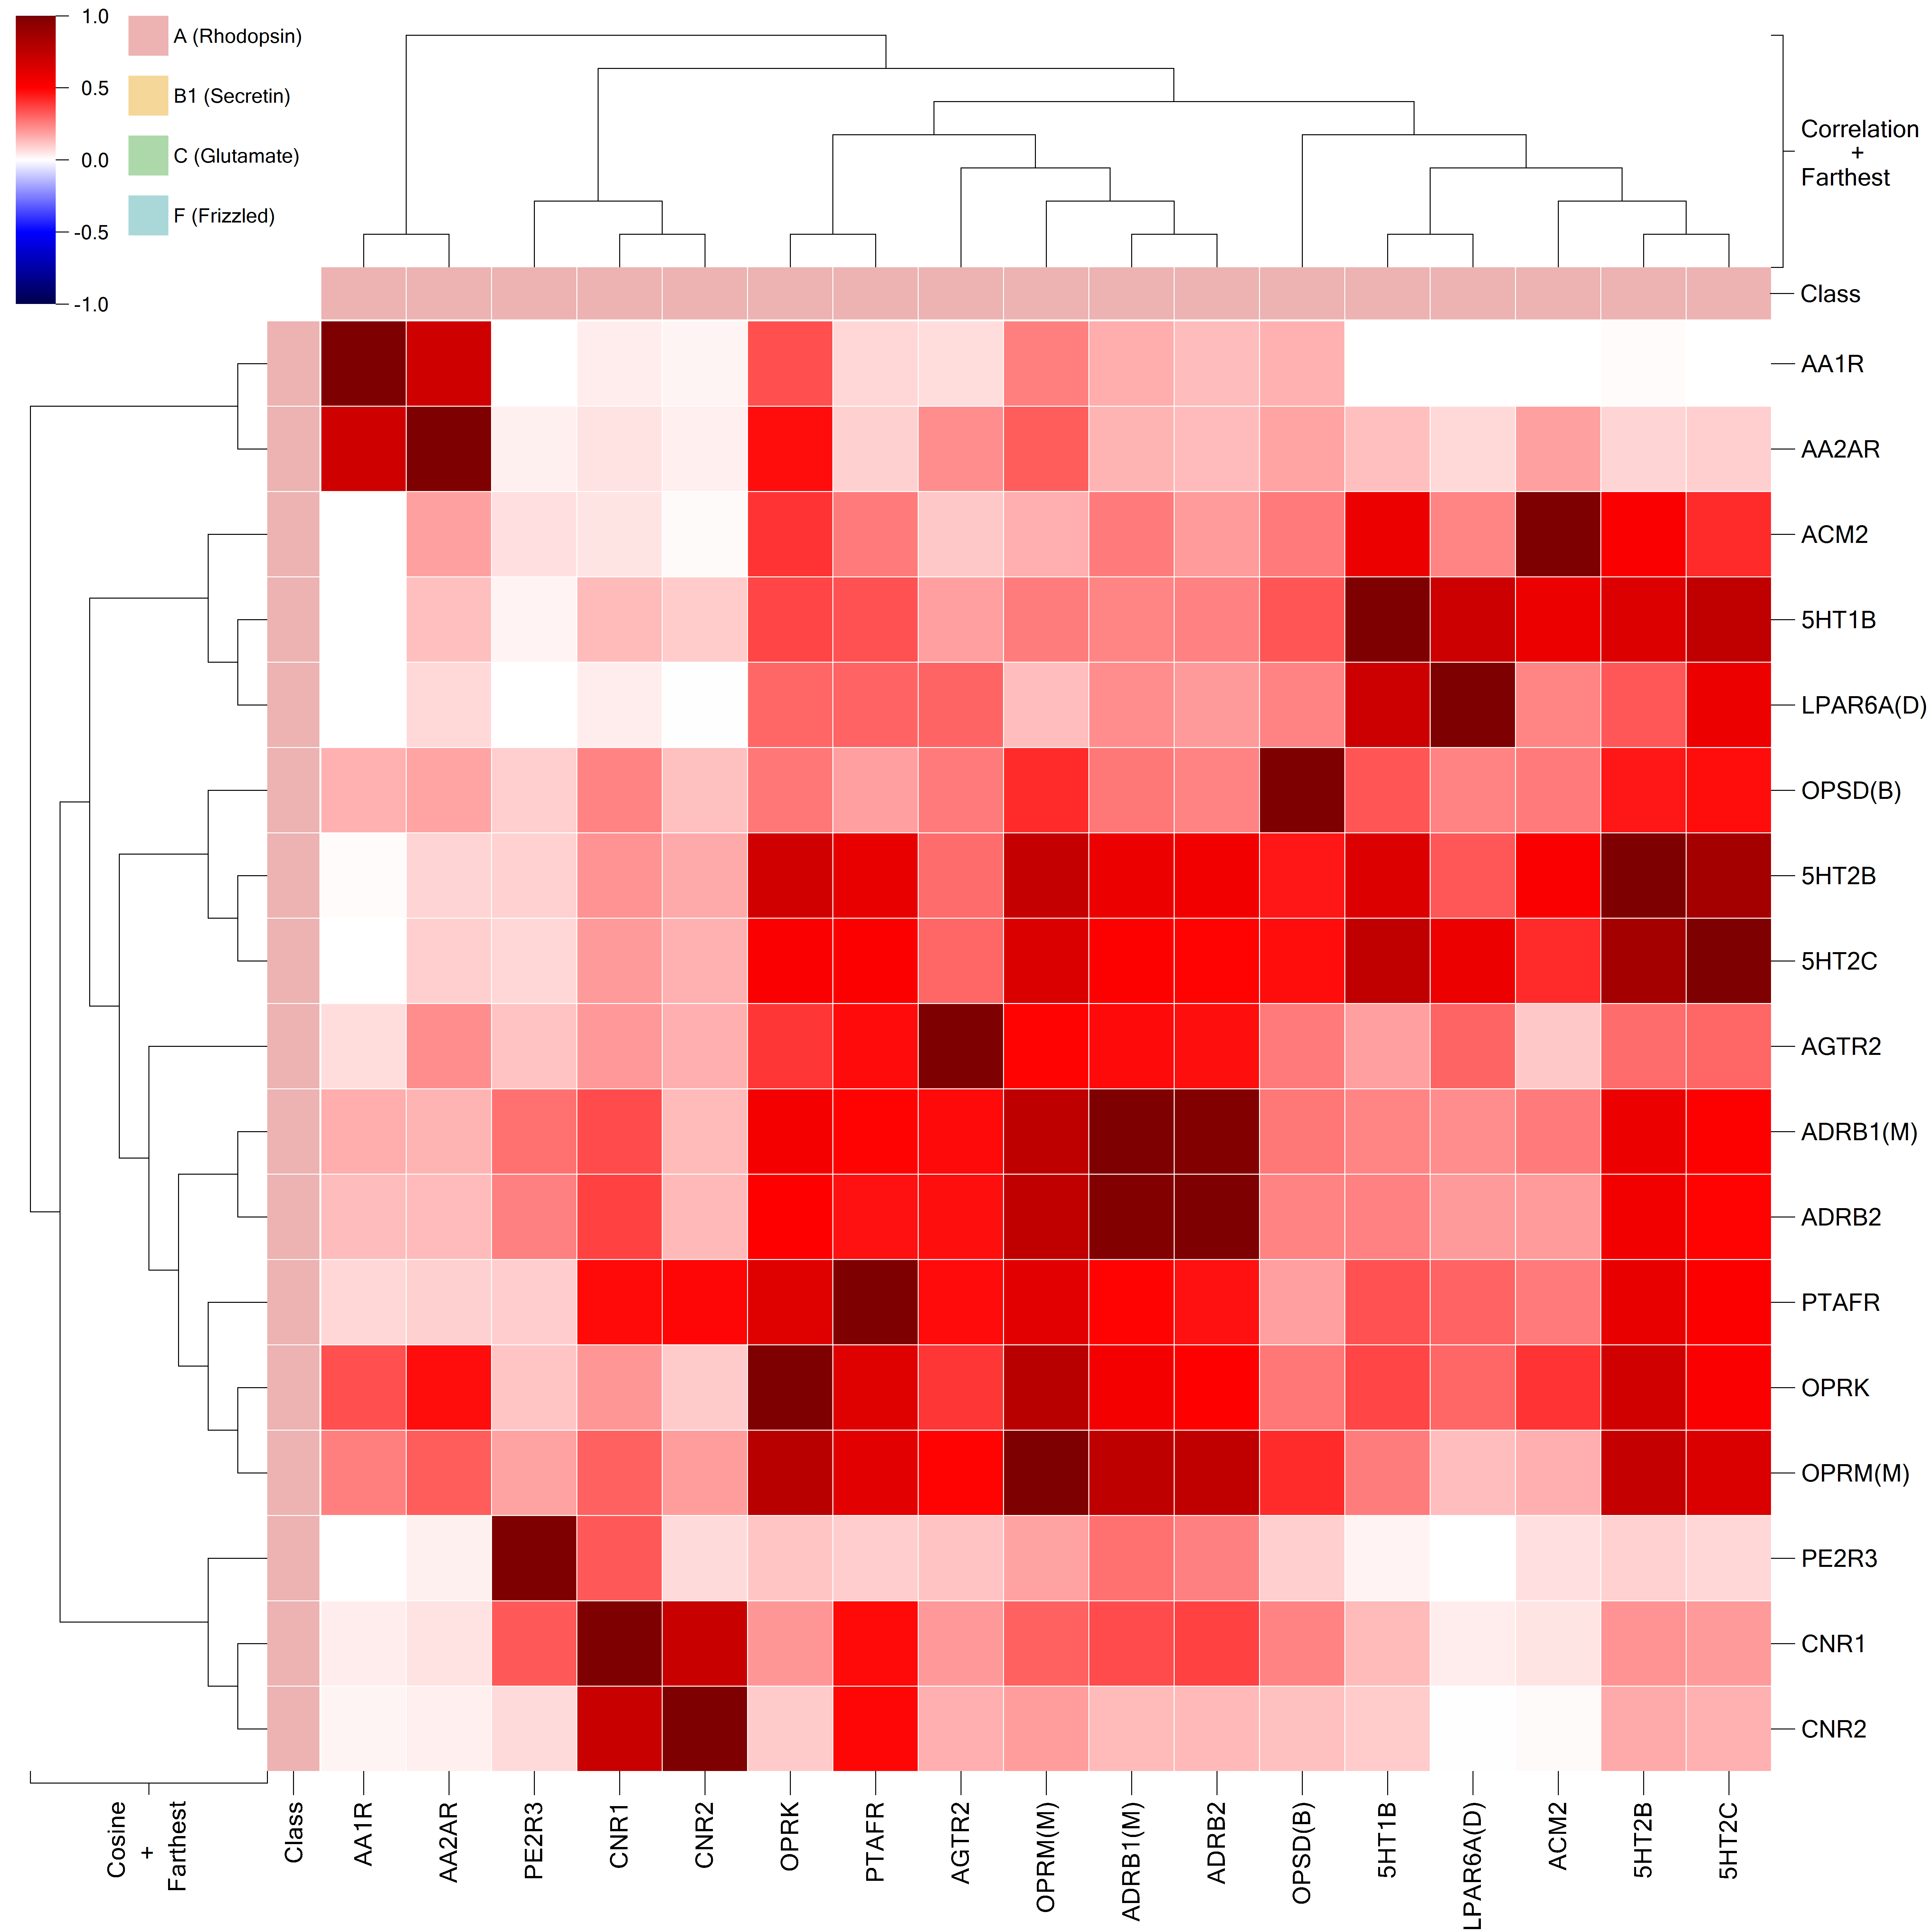 1.0
0.5
0.0
-0.5
-1.0
A (Rhodopsin)
B1 (Secretin)
C (Glutamate)
F (Frizzled)
Correlation
+
Farthest
Class
AA1R
AA2AR
ACM2
5HT1B
LPAR6A(D)
OPSD(B)
5HT2B
5HT2C
AGTR2
ADRB1(M)
ADRB2
PTAFR
OPRK
OPRM(M)
PE2R3
CNR1
CNR2
Cosine
+
Farthest
Class
AA1R
AA2AR
PE2R3
CNR1
CNR2
OPRK
PTAFR
AGTR2
OPRM(M)
ADRB1(M)
ADRB2
OPSD(B)
5HT1B
LPAR6A(D)
ACM2
5HT2B
5HT2C